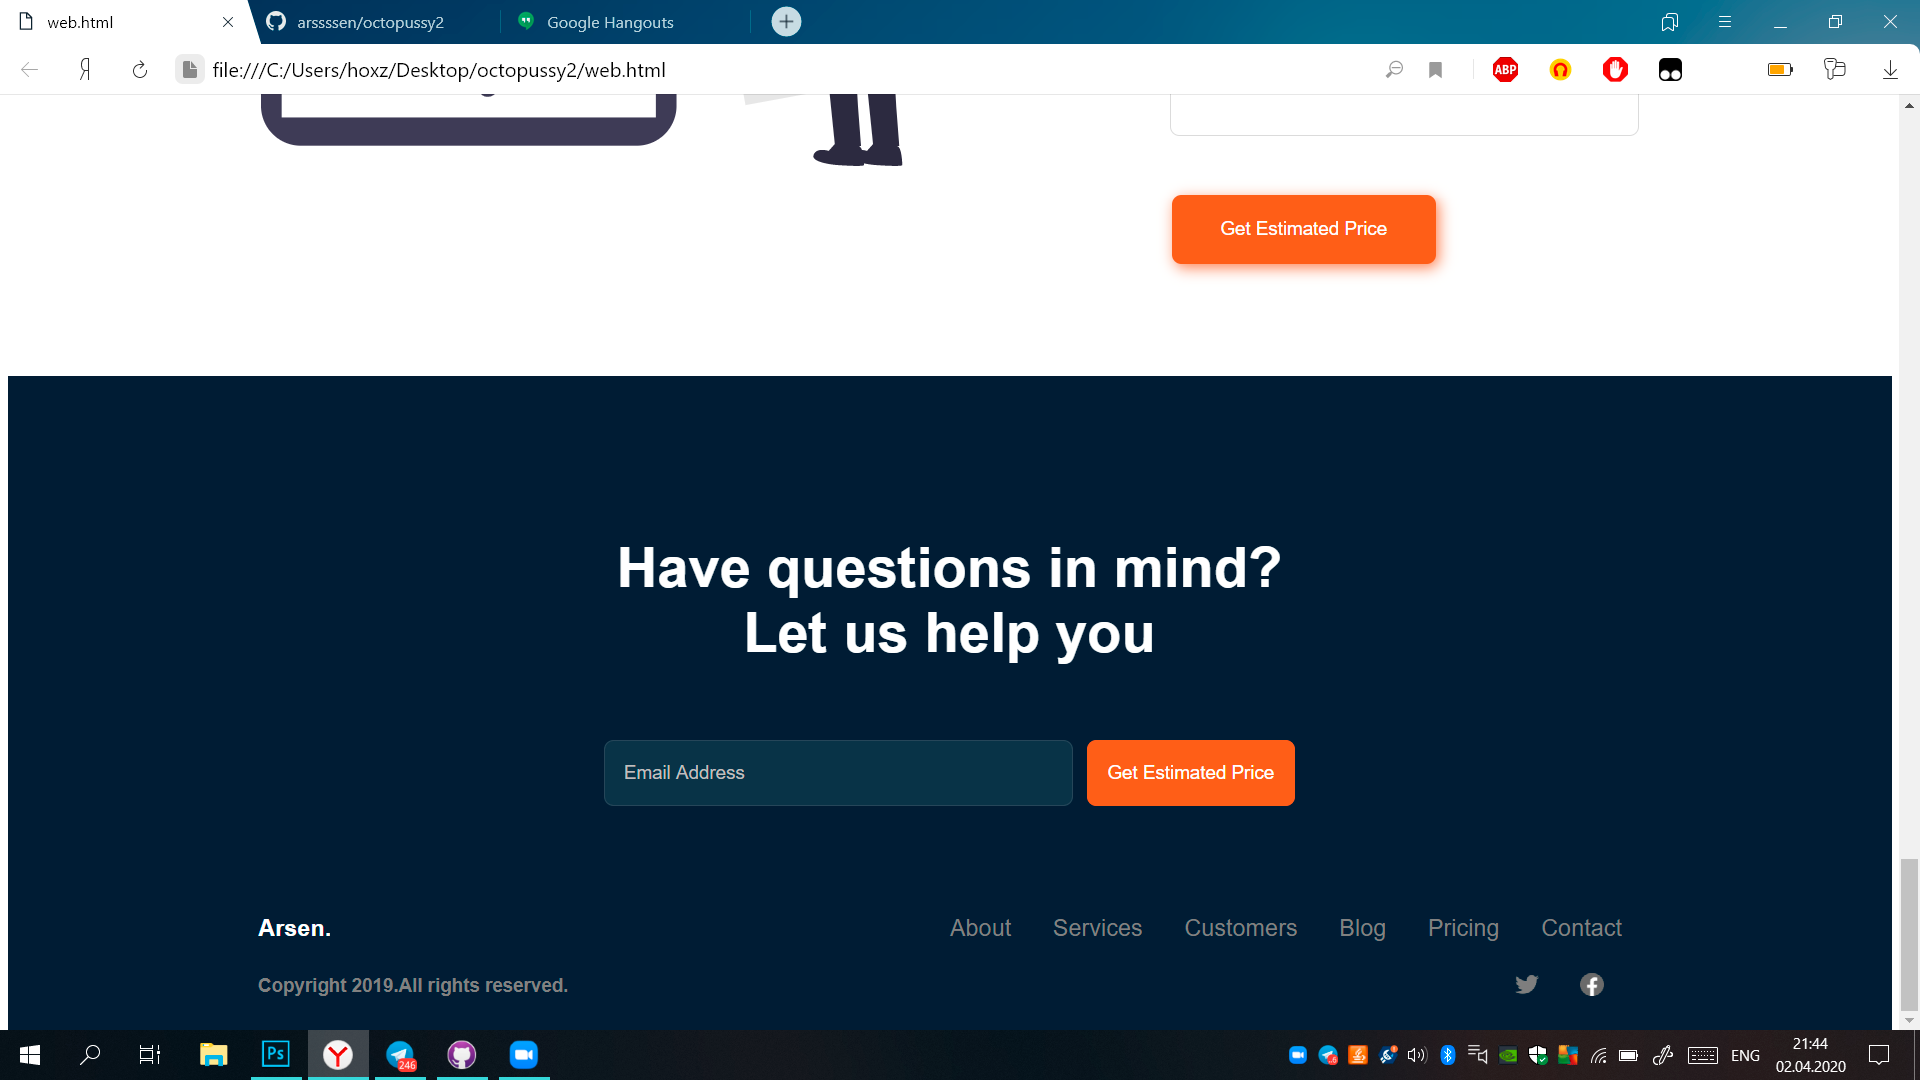 web.html
arssssen/octopussy2
Google Hangouts
Я
file:///C:/Users/hoxz/Desktop/octopussy2/web.html
ABP
Get Estimated Price
Have questions in mind?
Let us help you
Email Address
Get Estimated Price
Arsen.
About
Services
Customers
Blog
Pricing
Contact
Copyright 2019.All rights reserved.
Ps
246
ENG
21:44
02.04.2020